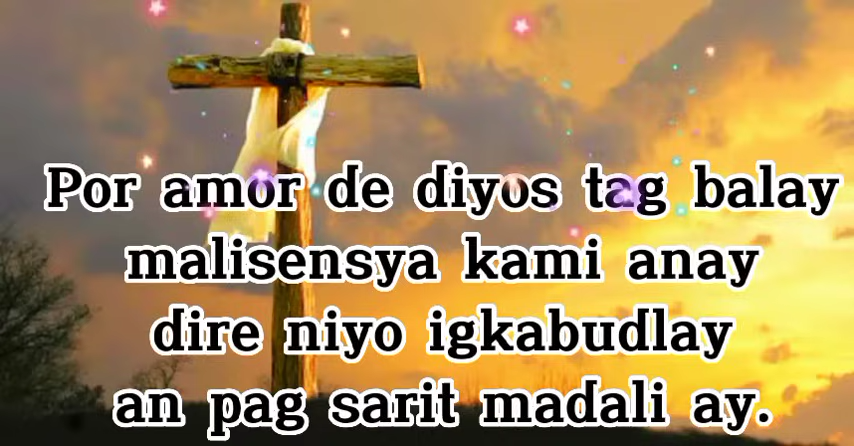 Por amor de diyos tag balay
malisensya kami anay
dire niyo igkabudlay
an pag sarit madali ay.